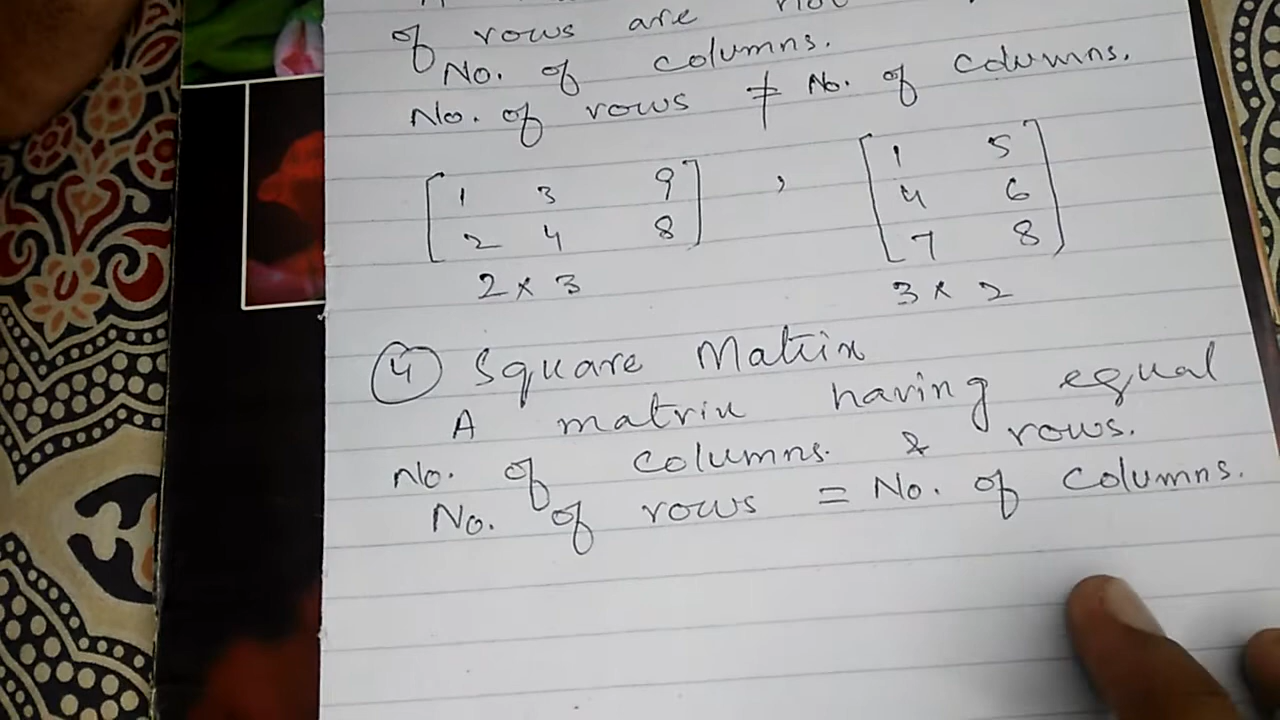 of rows are not
No. of columns.
No. of rows ≠ No. of columns.
[1 3 9
2 4 8] , [1 5
4 6
7 8]
2 × 3 3 × 2
④ Square Matrix
A matrix having equal
No. of columns. & rows.
No. of rows = No. of columns.